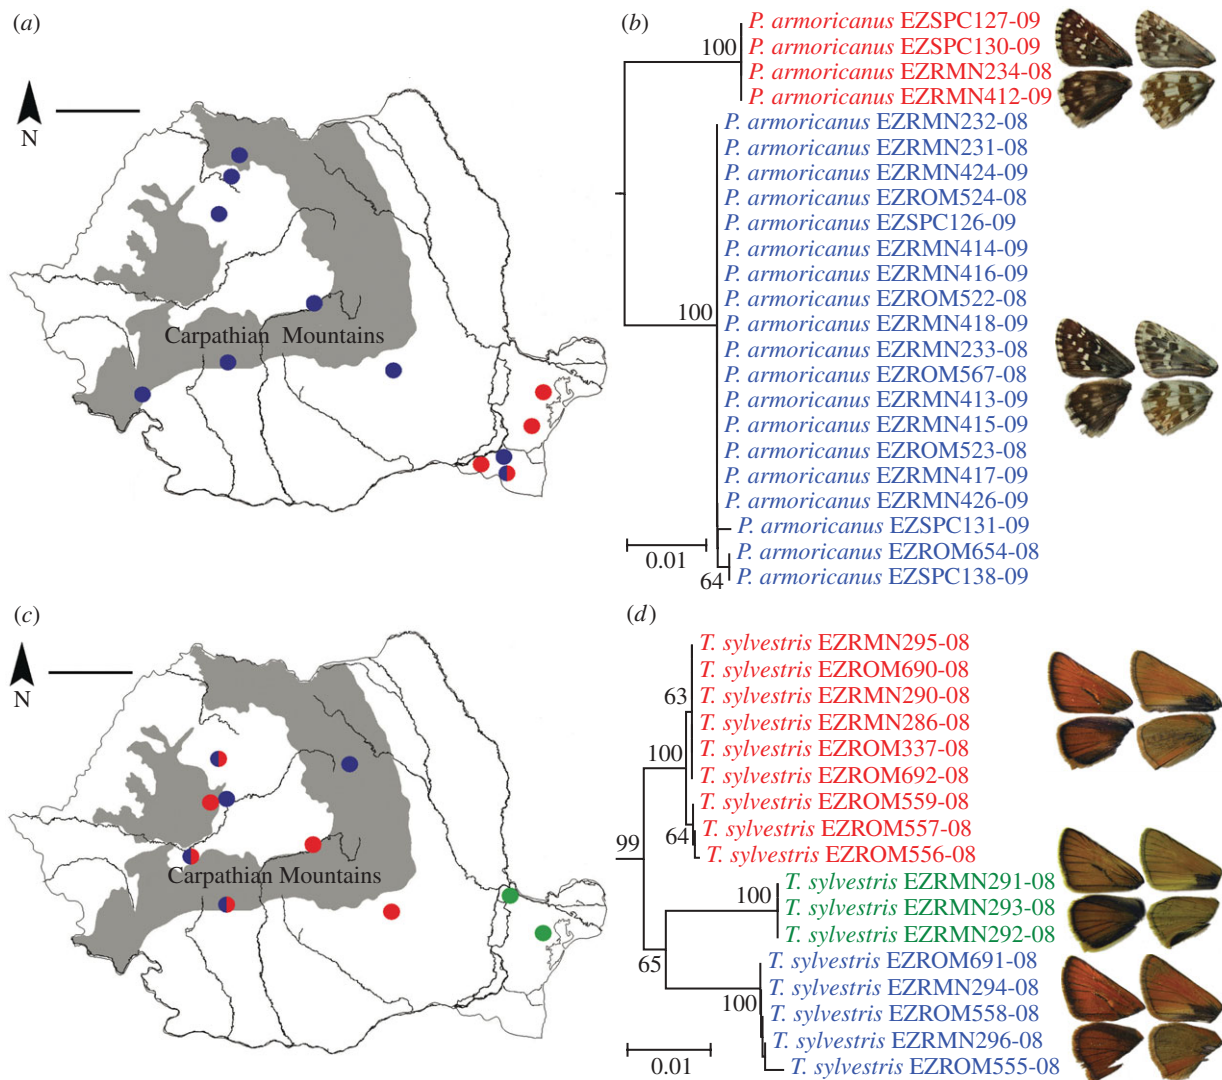 (a)
N
Carpathian Mountains
(b)
100
P. armoricanus EZSPC127-09
P. armoricanus EZSPC130-09
P. armoricanus EZRMN234-08
P. armoricanus EZRMN412-09
P. armoricanus EZRMN232-08
P. armoricanus EZRMN231-08
P. armoricanus EZRMN424-09
P. armoricanus EZROM524-08
P. armoricanus EZSPC126-09
P. armoricanus EZRMN414-09
P. armoricanus EZRMN416-09
P. armoricanus EZROM522-08
100
P. armoricanus EZRMN418-09
P. armoricanus EZRMN233-08
P. armoricanus EZROM567-08
P. armoricanus EZRMN413-09
P. armoricanus EZRMN415-09
P. armoricanus EZROM523-08
P. armoricanus EZRMN417-09
P. armoricanus EZRMN426-09
P. armoricanus EZSPC131-09
P. armoricanus EZROM654-08
P. armoricanus EZSPC138-09
0.01
64
(c)
N
Carpathian Mountains
(d)
T. sylvestris EZRMN295-08
T. sylvestris EZROM690-08
63
T. sylvestris EZRMN290-08
T. sylvestris EZRMN286-08
T. sylvestris EZROM337-08
100
T. sylvestris EZROM692-08
T. sylvestris EZROM559-08
T. sylvestris EZROM557-08
64
99
T. sylvestris EZROM556-08
T. sylvestris EZRMN291-08
100
T. sylvestris EZRMN293-08
T. sylvestris EZRMN292-08
65
T. sylvestris EZROM691-08
T. sylvestris EZRMN294-08
100
T. sylvestris EZROM558-08
T. sylvestris EZRMN296-08
T. sylvestris EZROM555-08
0.01